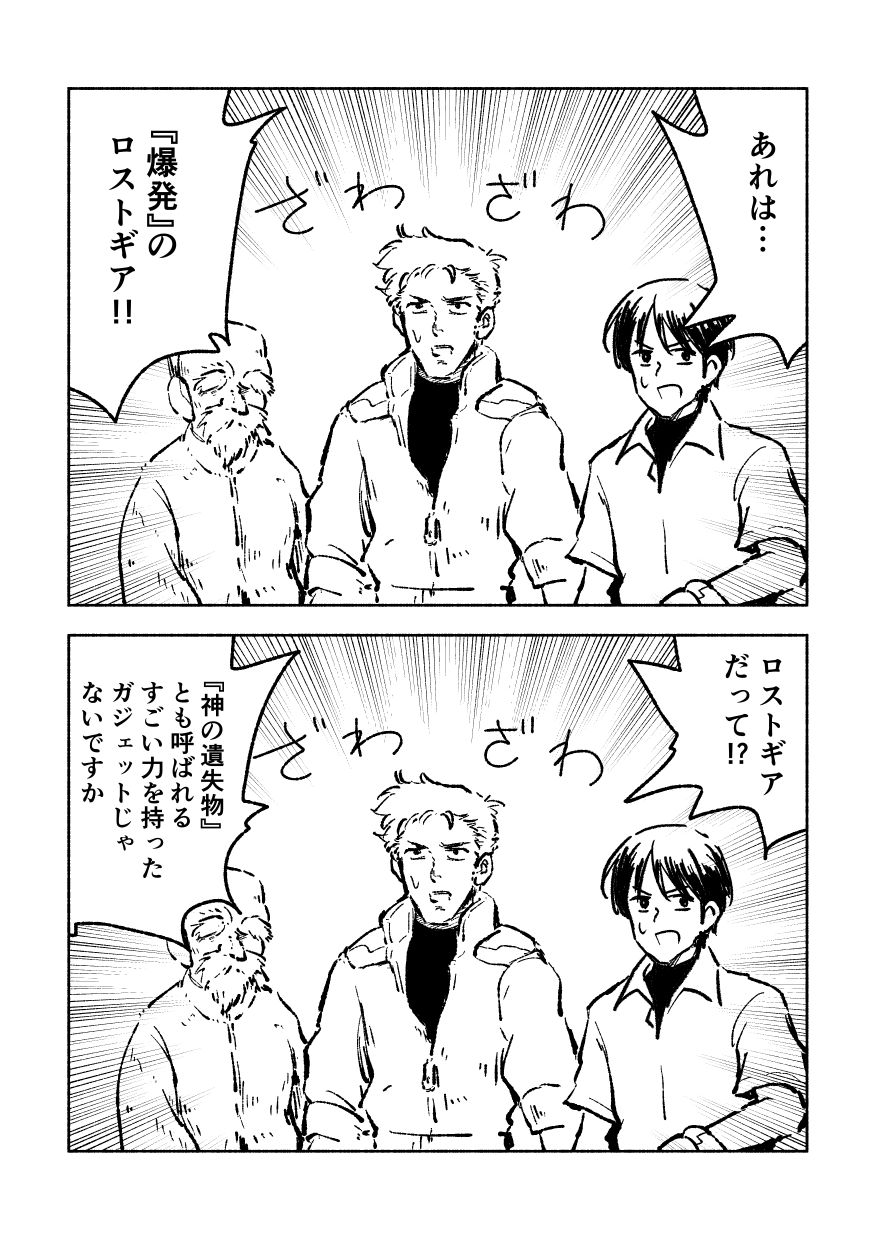 あれは…
ざわ
ざわ
『爆発』の
ロストギア!!
ロストギア
だって!?
ざわ
ざわ
『神の遺失物』
とも呼ばれる
すごい力を持った
ガジェットじゃ
ないですか